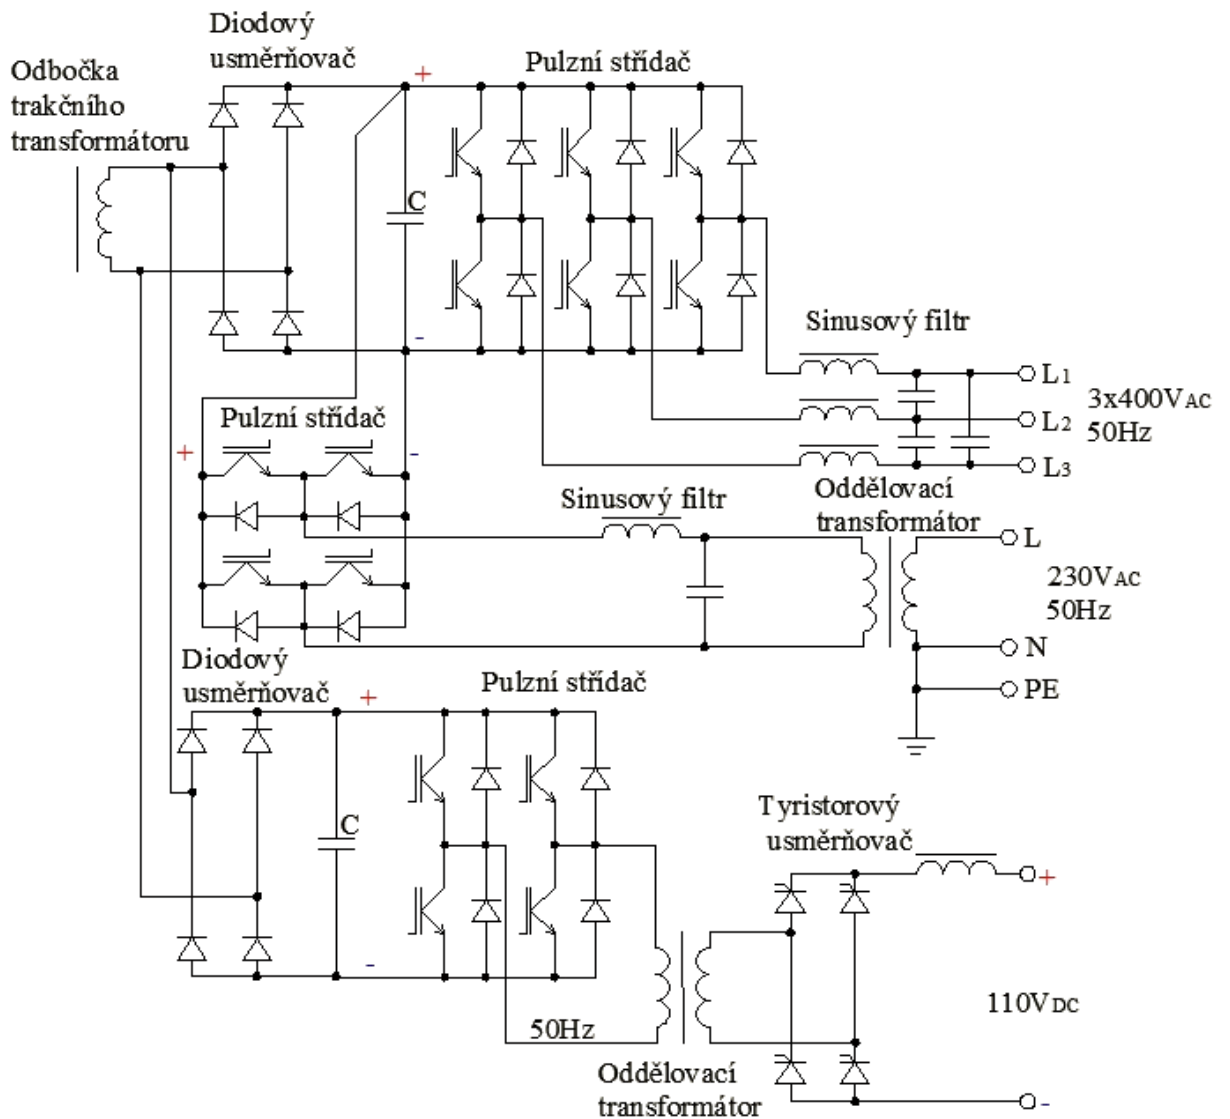 Diodový
usměrňovač
Pulzní střídač
Odbočka
trakčního
transformátoru
+
C
-
Sinusový filtr
L1
L2
L3
3x400VAC
50Hz
Pulzní střídač
+
-
Sinusový filtr
Oddělovací
transformátor
L
230VAC
50Hz
N
PE
Diodový
usměrňovač
Pulzní střídač
+
C
-
50Hz
Oddělovací
transformátor
Tyristorový
usměrňovač
+
110VDC
-